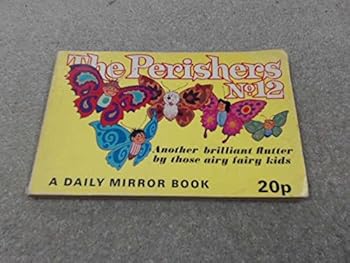 The Perishers
No12
Another brilliant flutter
by those airy fairy kids
A DAILY MIRROR BOOK 20p